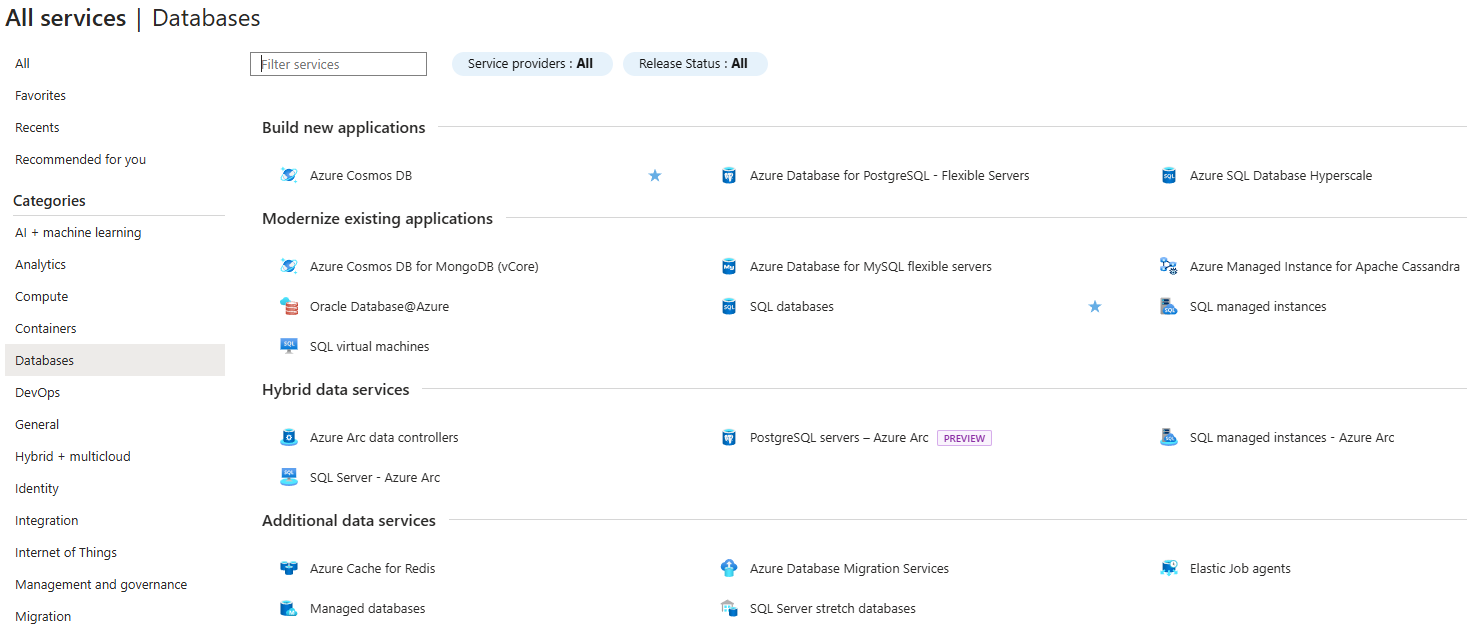 All services | Databases
All
Favorites
Recents
Recommended for you
Categories
AI + machine learning
Analytics
Compute
Containers
Databases
DevOps
General
Hybrid + multicloud
Identity
Integration
Internet of Things
Management and governance
Migration
Filter services
Service providers : All
Release Status : All
Build new applications
Azure Cosmos DB
Azure Database for PostgreSQL - Flexible Servers
Azure SQL Database Hyperscale
Modernize existing applications
Azure Cosmos DB for MongoDB (vCore)
Azure Database for MySQL flexible servers
Azure Managed Instance for Apache Cassandra
Oracle Database@Azure
SQL databases
SQL managed instances
SQL virtual machines
Hybrid data services
Azure Arc data controllers
PostgreSQL servers – Azure Arc PREVIEW
SQL managed instances - Azure Arc
SQL Server - Azure Arc
Additional data services
Azure Cache for Redis
Azure Database Migration Services
Elastic Job agents
Managed databases
SQL Server stretch databases